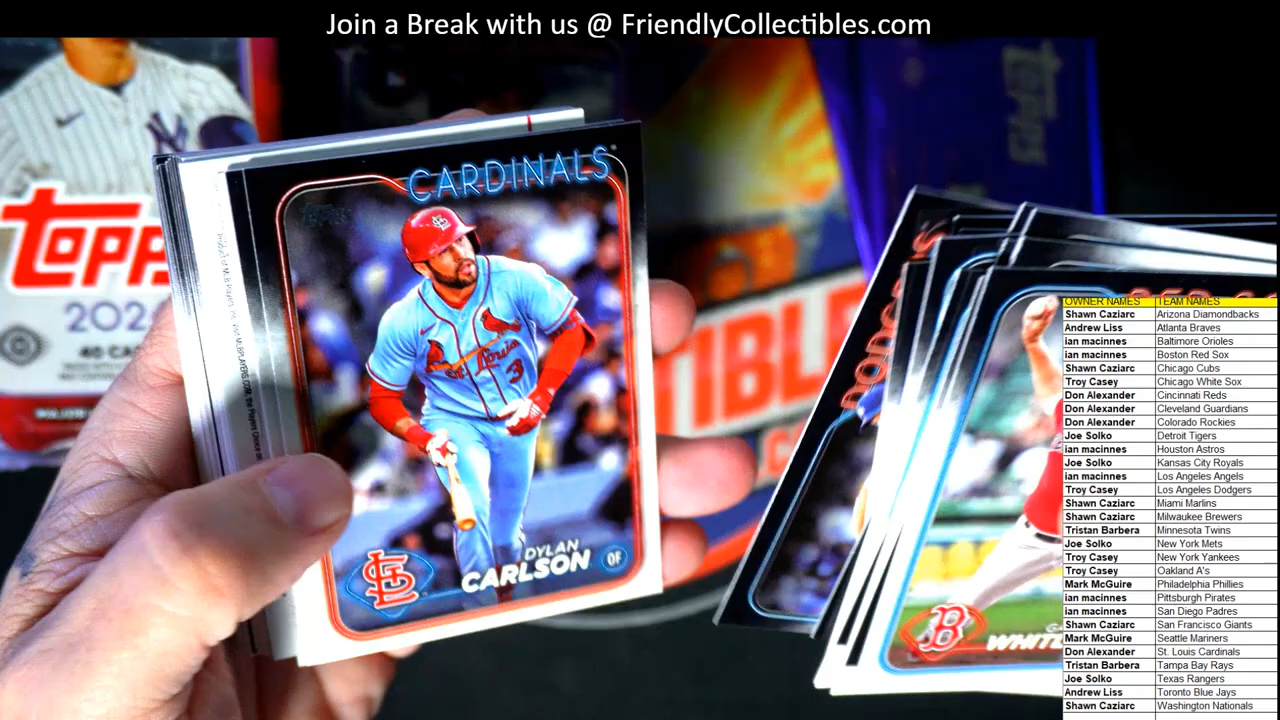 Join a Break with us @ FriendlyCollectibles.com
TOPPS
CARDINALS
St. Louis
3
DYLAN
CARLSON
OF
STL
B
WHIT
OWNER NAMES TEAM NAMES
Shawn Caziarc Arizona Diamondbacks
Andrew Liss Atlanta Braves
ian macinnes Baltimore Orioles
ian macinnes Boston Red Sox
Shawn Caziarc Chicago Cubs
Troy Casey Chicago White Sox
Don Alexander Cincinnati Reds
Don Alexander Cleveland Guardians
Don Alexander Colorado Rockies
Joe Solko Detroit Tigers
ian macinnes Houston Astros
Joe Solko Kansas City Royals
ian macinnes Los Angeles Angels
Troy Casey Los Angeles Dodgers
Shawn Caziarc Miami Marlins
Shawn Caziarc Milwaukee Brewers
Tristan Barbera Minnesota Twins
Joe Solko New York Mets
Troy Casey New York Yankees
Troy Casey Oakland A's
Mark McGuire Philadelphia Phillies
ian macinnes Pittsburgh Pirates
ian macinnes San Diego Padres
Shawn Caziarc San Francisco Giants
Mark McGuire Seattle Mariners
Don Alexander St. Louis Cardinals
Tristan Barbera Tampa Bay Rays
Joe Solko Texas Rangers
Andrew Liss Toronto Blue Jays
Shawn Caziarc Washington Nationals